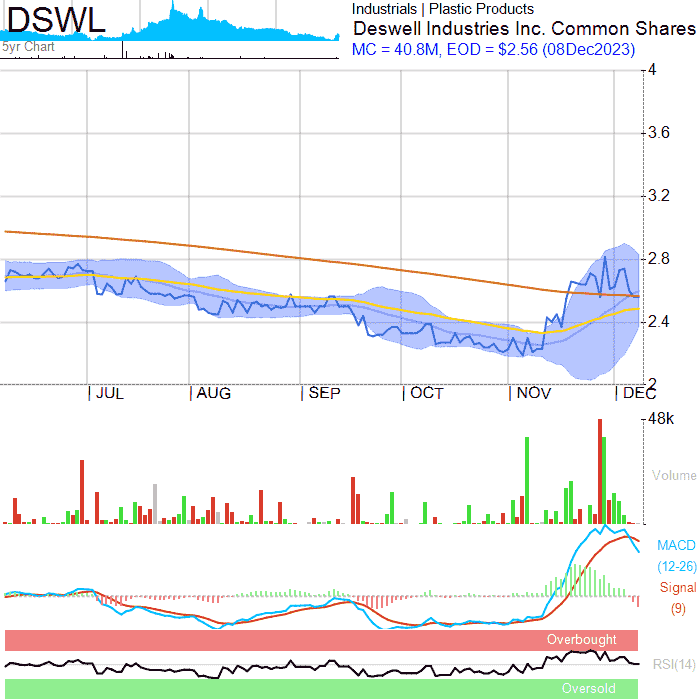 DSWL
5yr Chart
Industrials | Plastic Products
Deswell Industries Inc. Common Shares
MC = 40.8M, EOD = $2.56 (08Dec2023)
4
3.6
3.2
2.8
2.4
2
JUL AUG SEP OCT NOV DEC
48k
Volume
MACD
(12-26)
Signal
(9)
Overbought
RSI(14)
Oversold